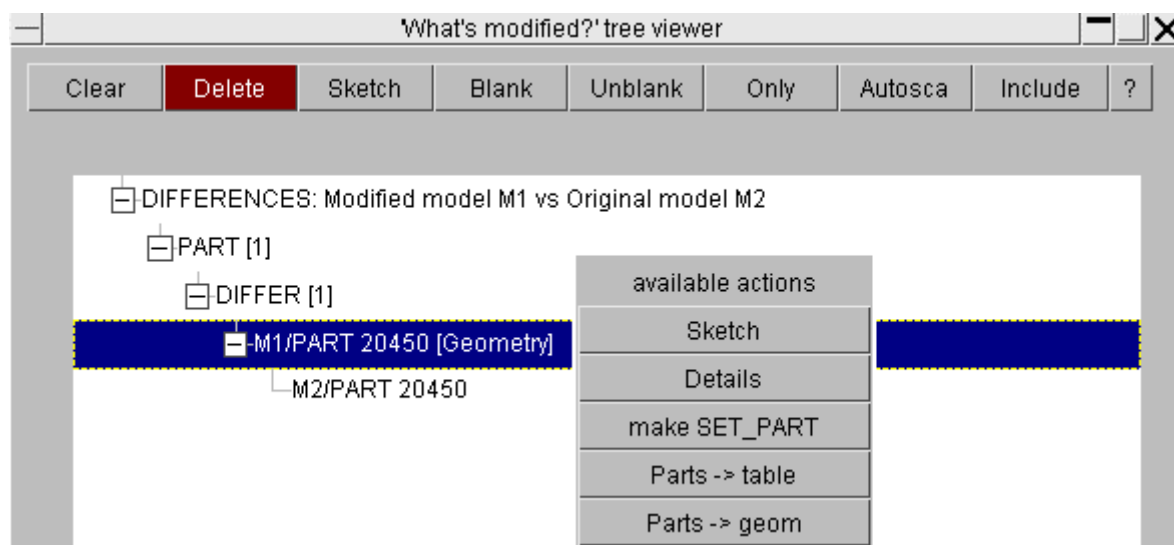 'What's modified?' tree viewer
Clear Delete Sketch Blank Unblank Only Autosca Include ?
DIFFERENCES: Modified model M1 vs Original model M2
PART [1]
DIFFER [1]
M1/PART 20450 [Geometry]
M2/PART 20450
available actions
Sketch
Details
make SET_PART
Parts -> table
Parts -> geom